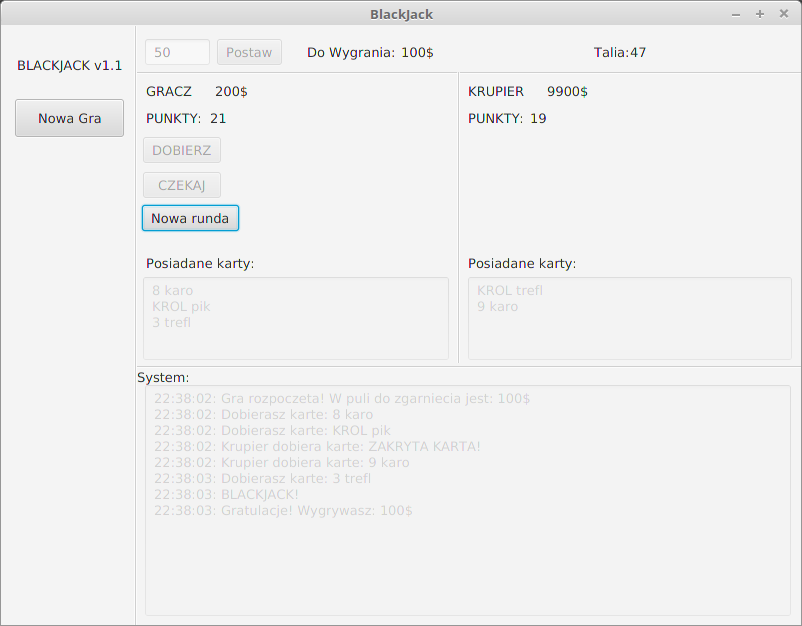 BlackJack
BLACKJACK v1.1
Nowa Gra
50 Postaw Do Wygrania: 100$ Talia:47
GRACZ 200$
PUNKTY: 21
DOBIERZ
CZEKAJ
Nowa runda
Posiadane karty:
8 karo
KROL pik
3 trefl
KRUPIER 9900$
PUNKTY: 19
Posiadane karty:
KROL trefl
9 karo
System:
22:38:02: Gra rozpoczeta! W puli do zgarniecia jest: 100$
22:38:02: Dobierasz karte: 8 karo
22:38:02: Dobierasz karte: KROL pik
22:38:02: Krupier dobiera karte: ZAKRYTA KARTA!
22:38:02: Krupier dobiera karte: 9 karo
22:38:03: Dobierasz karte: 3 trefl
22:38:03: BLACKJACK!
22:38:03: Gratulacje! Wygrywasz: 100$